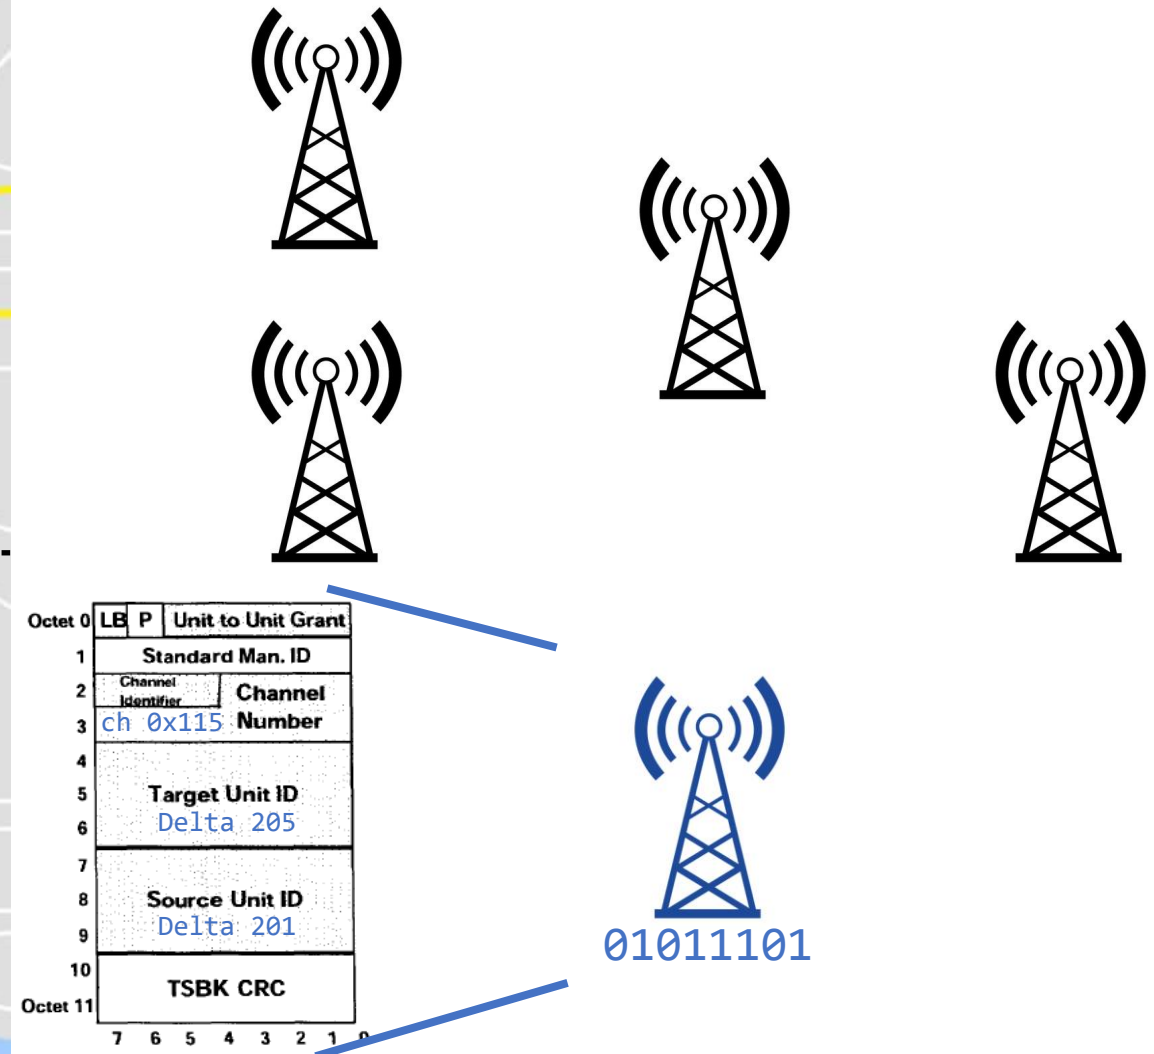 Octet 0 LB P Unit to Unit Grant
1 Standard Man. ID
2 Channel Identifier Channel
3 ch 0x115 Number
4
5 Target Unit ID
6 Delta 205
7
8 Source Unit ID
9 Delta 201
10
TSBK CRC
Octet 11
7 6 5 4 3 2 1 0
01011101